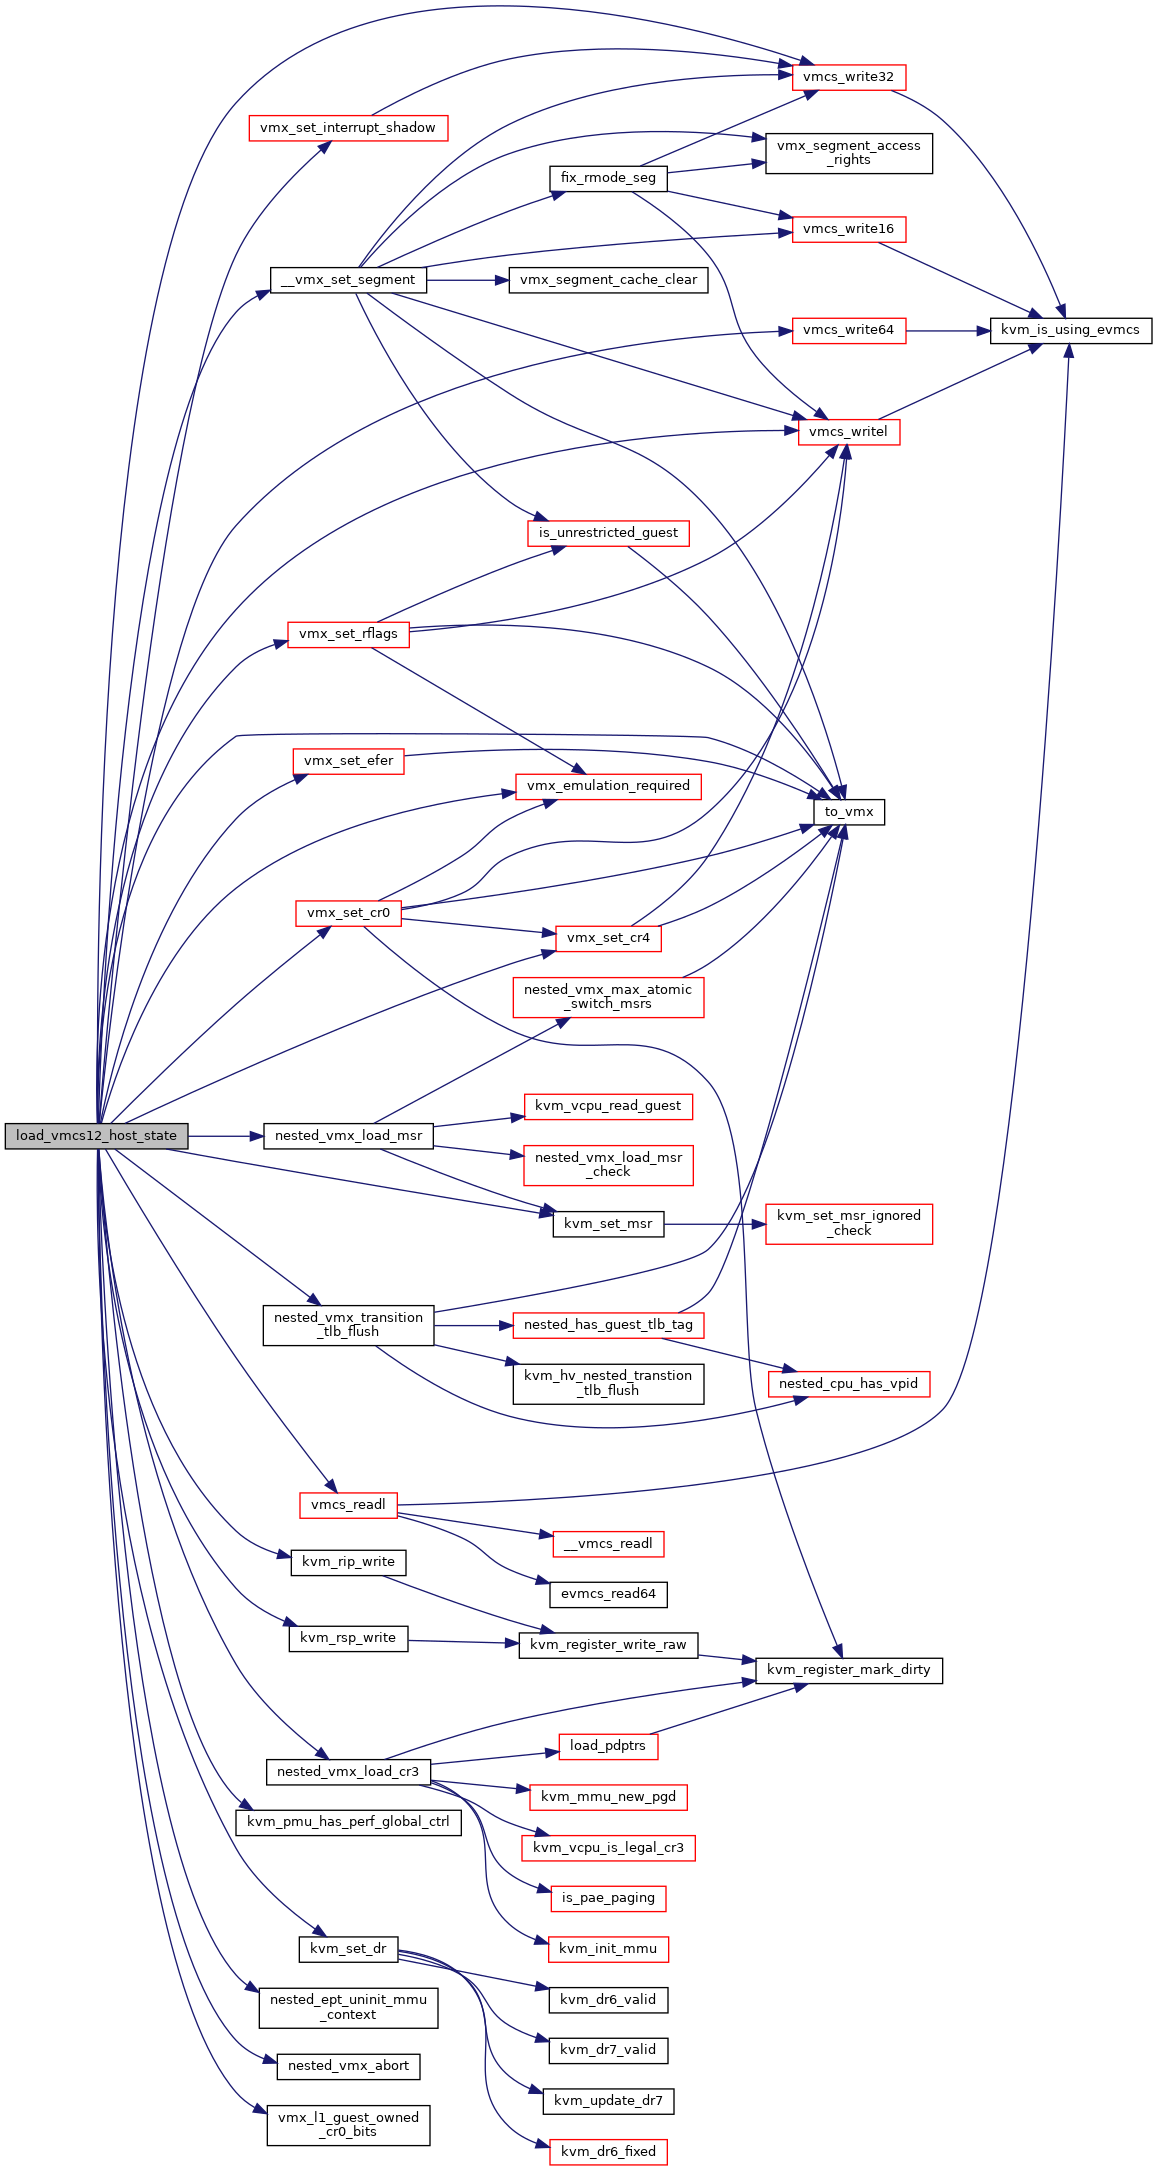 vmcs_write32
vmx_set_interrupt_shadow
vmx_segment_access
_rights
fix_rmode_seg
vmcs_write16
__vmx_set_segment
vmx_segment_cache_clear
vmcs_write64
kvm_is_using_evmcs
vmcs_writel
is_unrestricted_guest
vmx_set_rflags
vmx_set_efer
vmx_emulation_required
to_vmx
vmx_set_cr0
vmx_set_cr4
nested_vmx_max_atomic
_switch_msrs
kvm_vcpu_read_guest
load_vmcs12_host_state
nested_vmx_load_msr
nested_vmx_load_msr
_check
kvm_set_msr
kvm_set_msr_ignored
_check
nested_vmx_transition
_tlb_flush
nested_has_guest_tlb_tag
kvm_hv_nested_transtion
_tlb_flush
nested_cpu_has_vpid
vmcs_readl
__vmcs_readl
kvm_rip_write
evmcs_read64
kvm_rsp_write
kvm_register_write_raw
kvm_register_mark_dirty
load_pdptrs
nested_vmx_load_cr3
kvm_mmu_new_pgd
kvm_pmu_has_perf_global_ctrl
kvm_vcpu_is_legal_cr3
is_pae_paging
kvm_set_dr
kvm_init_mmu
nested_ept_uninit_mmu
_context
kvm_dr6_valid
kvm_dr7_valid
nested_vmx_abort
kvm_update_dr7
vmx_l1_guest_owned
_cr0_bits
kvm_dr6_fixed